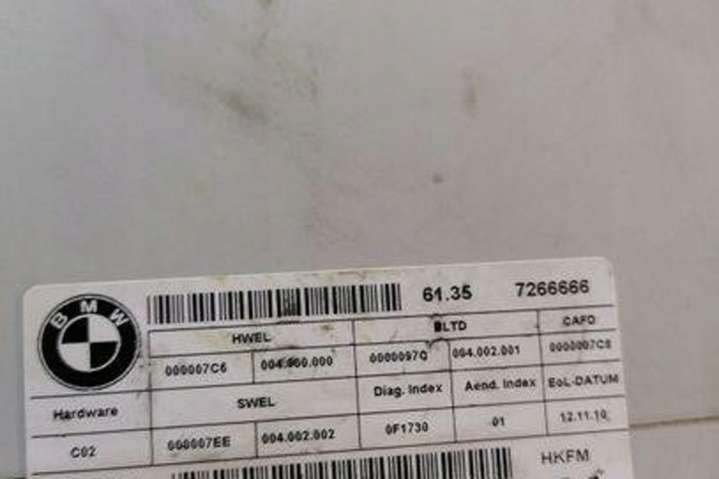 BMW
61.35 7266666
HWEL BLTD CAFD
000007C6 004.000.000 0000097C 004.002.001 000007C8
Hardware SWEL Diag. Index Aend. Index EoL-DATUM
C02 000007EE 004.002.002 0F1730 01 12.11.10
HKFM